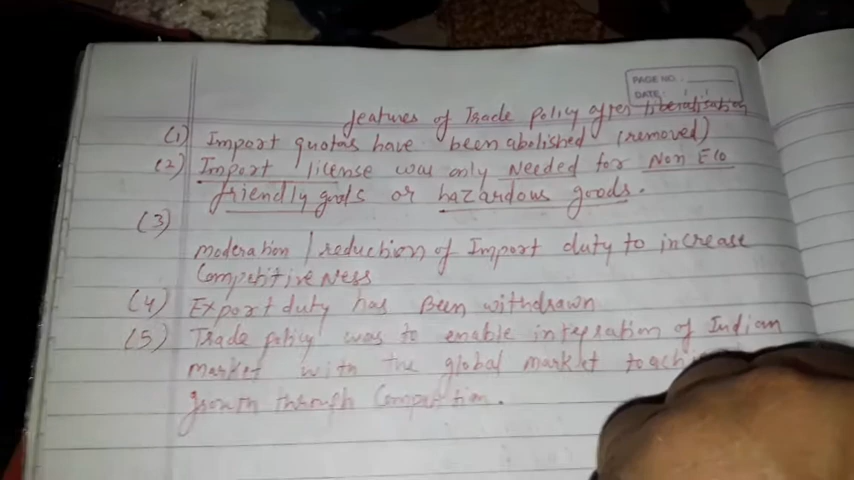 PAGE NO.:
DATE: / /
features of Trade policy after liberalisation
(1) Import quotas have been abolished (removed)
(2) Import license was only Needed for Non Eco
friendly goods or hazardous goods.
(3)
moderation / reduction of Import duty to increase
Competitiveness
(4) Export duty has Been withdrawn
(5) Trade policy was to enable integration of Indian
market with the global market to
growth through Competition.